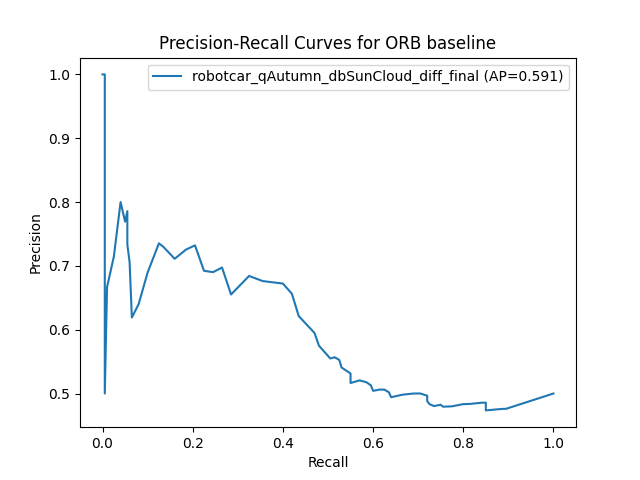 Precision-Recall Curves for ORB baseline
robotcar_qAutumn_dbSunCloud_diff_final (AP=0.591)
1.0
0.9
0.8
0.7
0.6
0.5
Precision
0.0 0.2 0.4 0.6 0.8 1.0
Recall